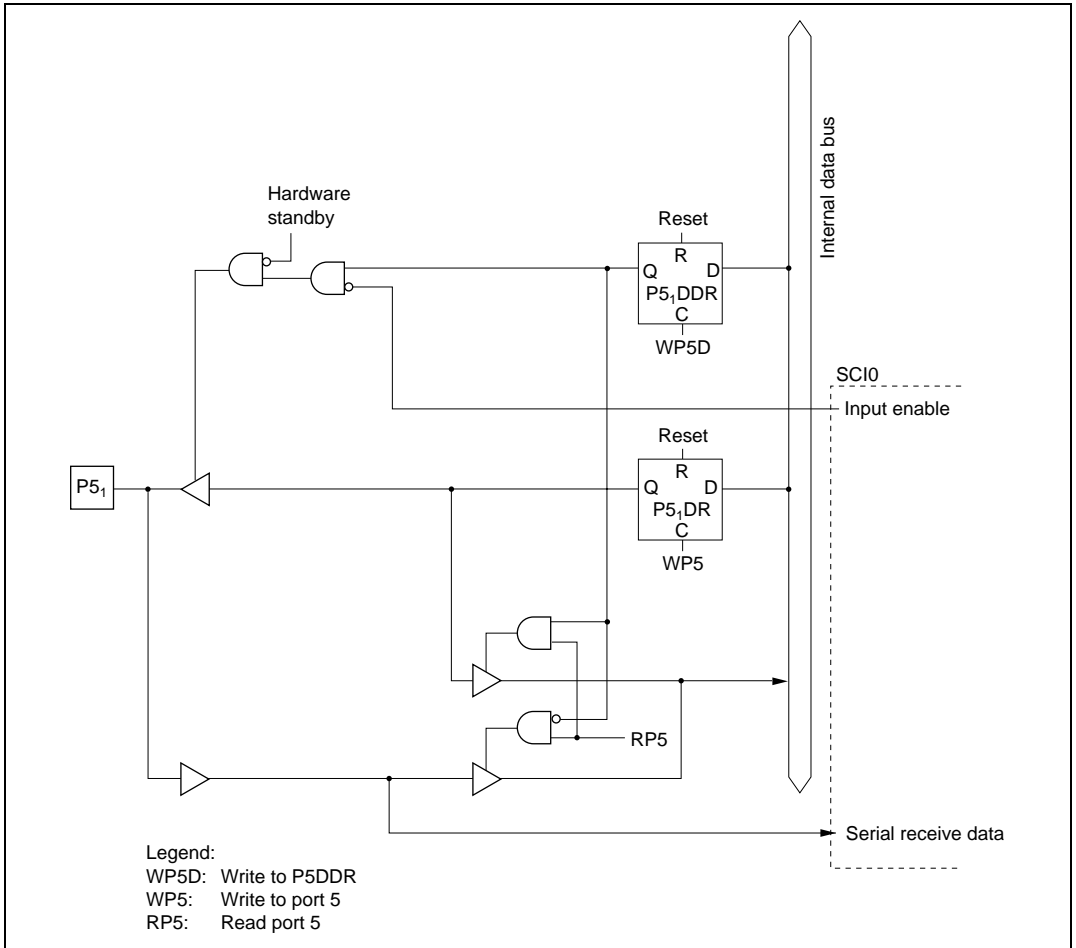 Hardware
standby
Reset
R
Q D
P5₁DDR
C
WP5D
Internal data bus
SCI0
Input enable
Reset
R
Q D
P5₁DR
C
WP5
P5₁
RP5
Serial receive data
Legend:
WP5D: Write to P5DDR
WP5: Write to port 5
RP5: Read port 5